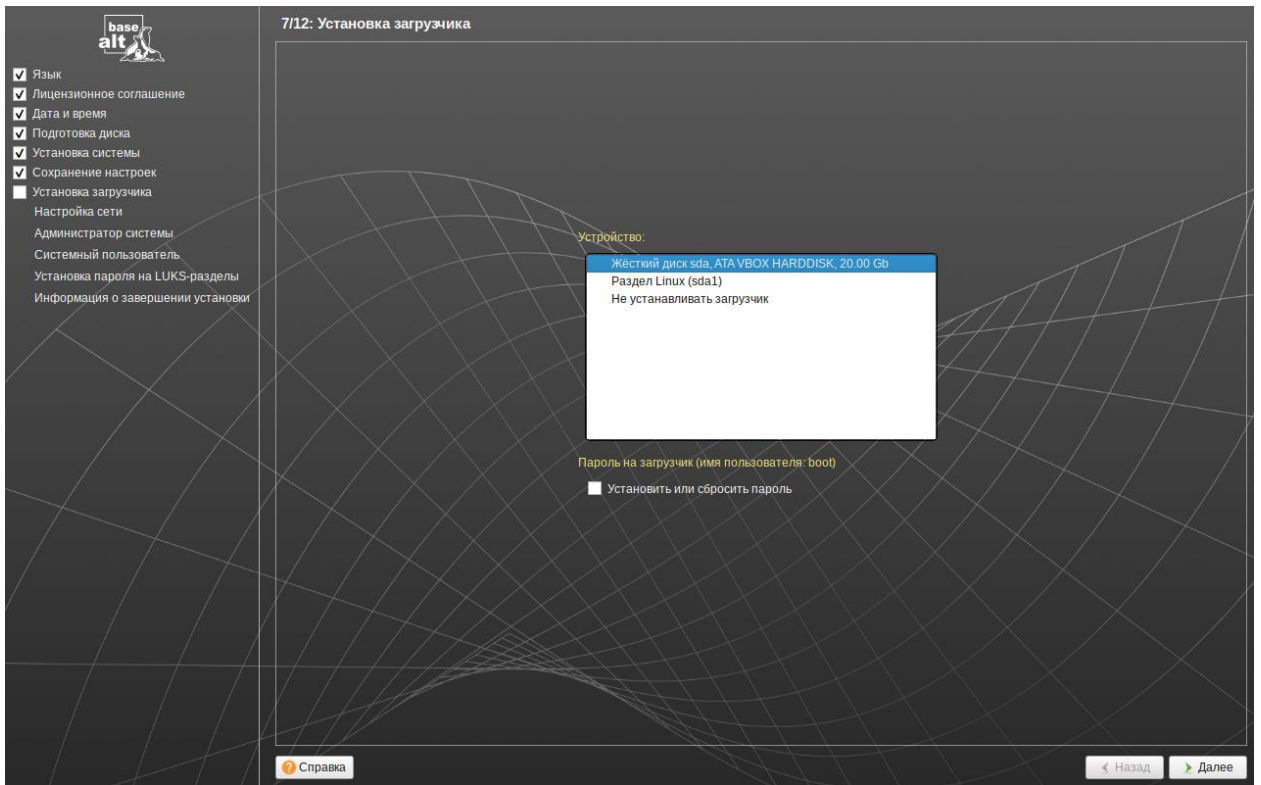 base
alt
7/12: Установка загрузчика
Язык
Лицензионное соглашение
Дата и время
Подготовка диска
Установка системы
Сохранение настроек
Установка загрузчика
Настройка сети
Администратор системы
Системный пользователь
Установка пароля на LUKS-разделы
Информация о завершении установки
Устройство:
Жёсткий диск sda, ATA VBOX HARDDISK, 20.00 Gb
Раздел Linux (sda1)
Не устанавливать загрузчик
Пароль на загрузчик (имя пользователя: boot)
Установить или сбросить пароль
Справка
Назад
Далее